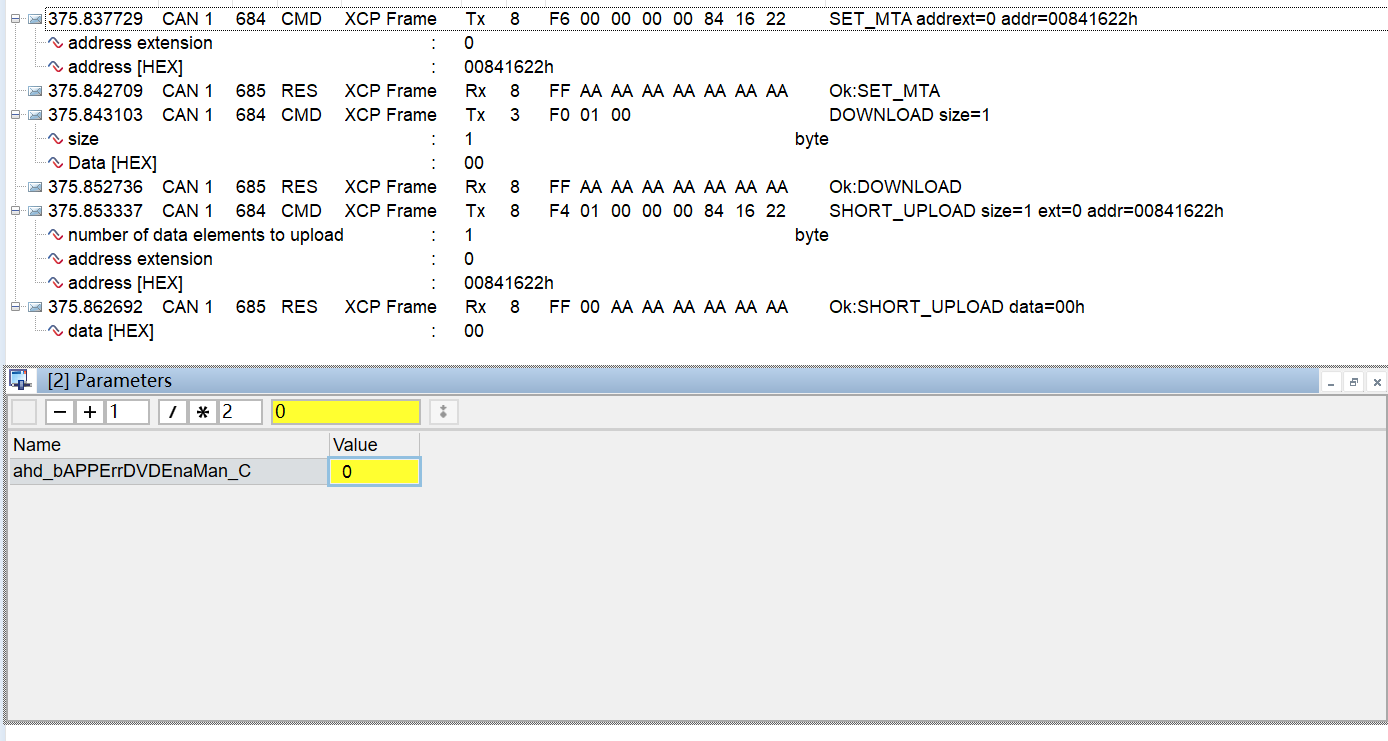 375.837729 CAN 1 684 CMD XCP Frame Tx 8 F6 00 00 00 00 84 16 22 SET_MTA addrext=0 addr=00841622h
address extension : 0
address [HEX] : 00841622h
375.842709 CAN 1 685 RES XCP Frame Rx 8 FF AA AA AA AA AA AA AA Ok:SET_MTA
375.843103 CAN 1 684 CMD XCP Frame Tx 3 F0 01 00 DOWNLOAD size=1
size : 1 byte
Data [HEX] : 00
375.852736 CAN 1 685 RES XCP Frame Rx 8 FF AA AA AA AA AA AA AA Ok:DOWNLOAD
375.853337 CAN 1 684 CMD XCP Frame Tx 8 F4 01 00 00 00 84 16 22 SHORT_UPLOAD size=1 ext=0 addr=00841622h
number of data elements to upload : 1 byte
address extension : 0
address [HEX] : 00841622h
375.862692 CAN 1 685 RES XCP Frame Rx 8 FF 00 AA AA AA AA AA AA Ok:SHORT_UPLOAD data=00h
data [HEX] : 00
[2] Parameters
− + 1 / * 2 0
Name Value
ahd_bAPPErrDVDEnaMan_C 0